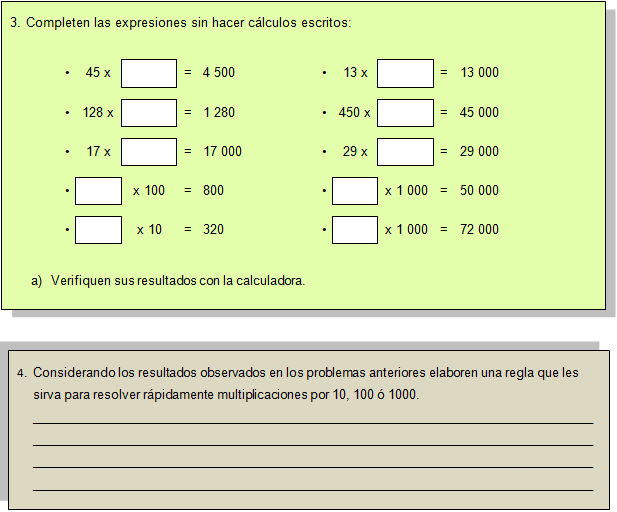 3. Completen las expresiones sin hacer cálculos escritos:
• 45 x = 4 500
• 13 x = 13 000
• 128 x = 1 280
• 450 x = 45 000
• 17 x = 17 000
• 29 x = 29 000
• x 100 = 800
• x 1 000 = 50 000
• x 10 = 320
• x 1 000 = 72 000
a) Verifiquen sus resultados con la calculadora.
4. Considerando los resultados observados en los problemas anteriores elaboren una regla que les
sirva para resolver rápidamente multiplicaciones por 10, 100 ó 1000.